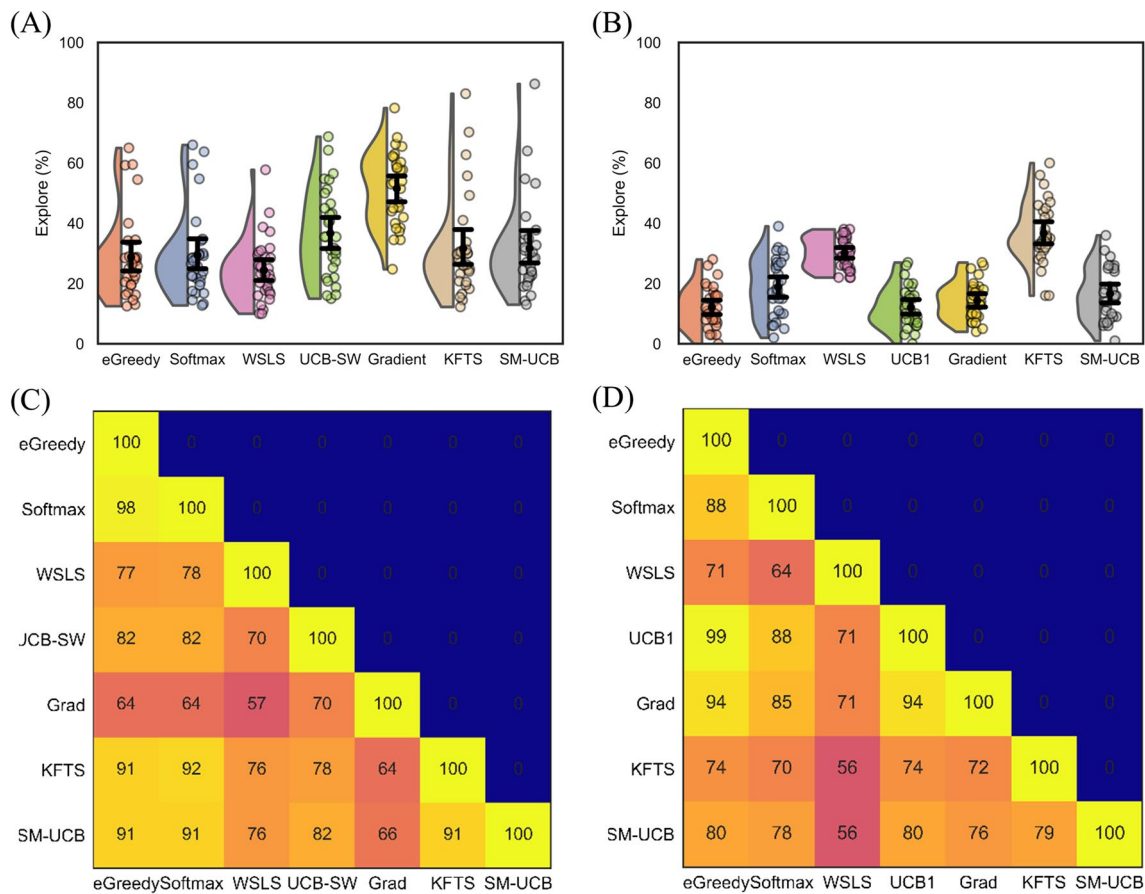 (A)
(B)
100
80
60
40
20
0
Explore (%)
eGreedy Softmax WSLS UCB-SW Gradient KFTS SM-UCB
100
80
60
40
20
0
Explore (%)
eGreedy Softmax WSLS UCB1 Gradient KFTS SM-UCB
(C)
eGreedy 100 0 0 0 0 0 0
Softmax 98 100 0 0 0 0 0
WSLS 77 78 100 0 0 0 0
JCB-SW 82 82 70 100 0 0 0
Grad 64 64 57 70 100 0 0
KFTS 91 92 76 78 64 100 0
SM-UCB 91 91 76 82 66 91 100
eGreedy Softmax WSLS UCB-SW Grad KFTS SM-UCB
(D)
eGreedy 100 0 0 0 0 0 0
Softmax 88 100 0 0 0 0 0
WSLS 71 64 100 0 0 0 0
UCB1 99 88 71 100 0 0 0
Grad 94 85 71 94 100 0 0
KFTS 74 70 56 74 72 100 0
SM-UCB 80 78 56 80 76 79 100
eGreedy Softmax WSLS UCB1 Grad KFTS SM-UCB